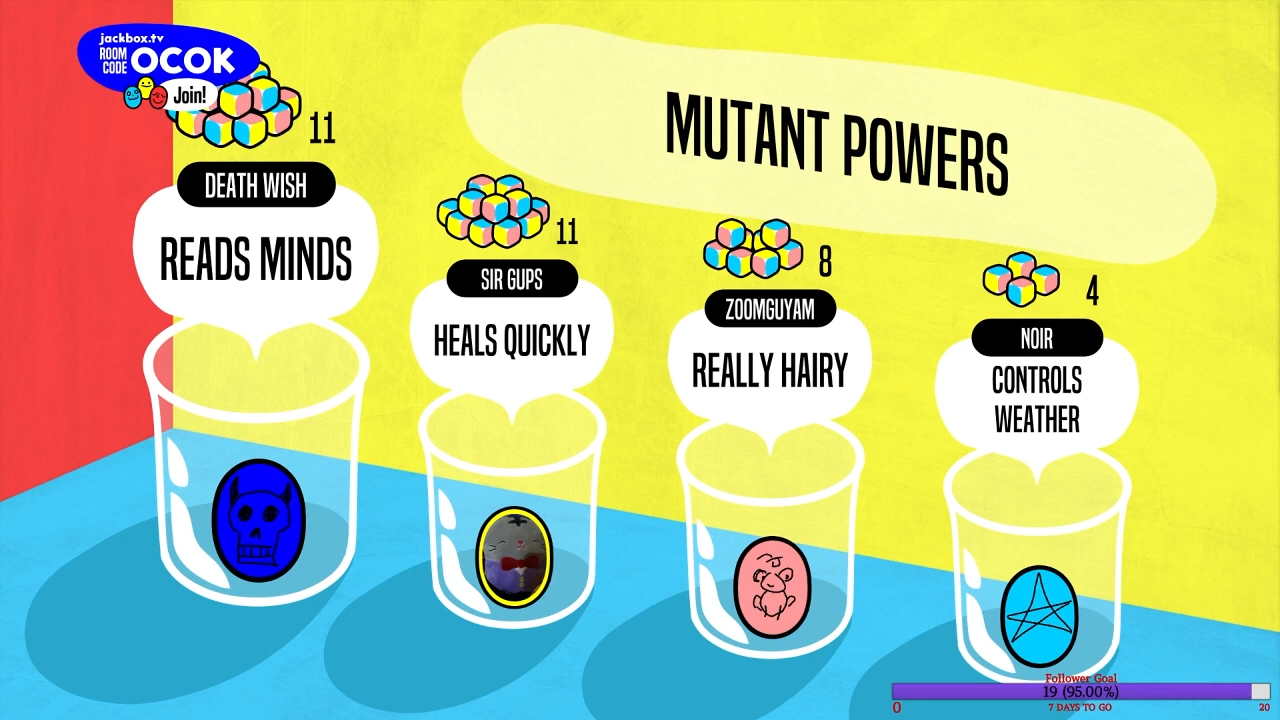 jackbox.tv
ROOM CODE OCOK
Join!
MUTANT POWERS
11
DEATH WISH
READS MINDS
11
SIR GUPS
HEALS QUICKLY
8
ZOOMGUYAM
REALLY HAIRY
4
NOIR
CONTROLS
WEATHER
Follower Goal
19 (95.00%)
0
7 DAYS TO GO
20